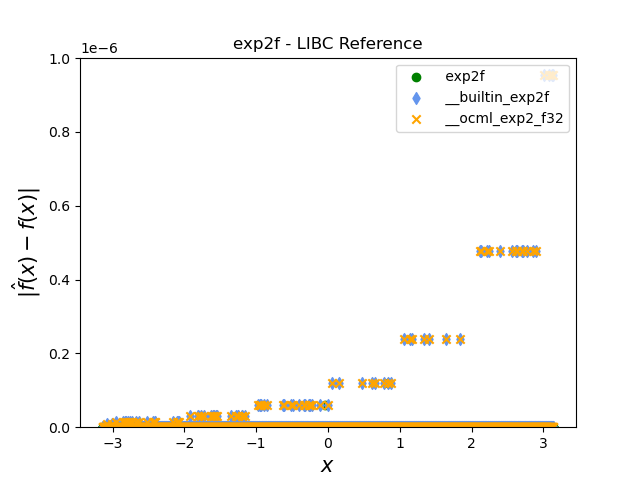 exp2f - LIBC Reference
1e−6
exp2f
__builtin_exp2f
__ocml_exp2_f32
1.0
0.8
0.6
0.4
0.2
0.0
|f̂(x) − f(x)|
−3
−2
−1
0
1
2
3
x